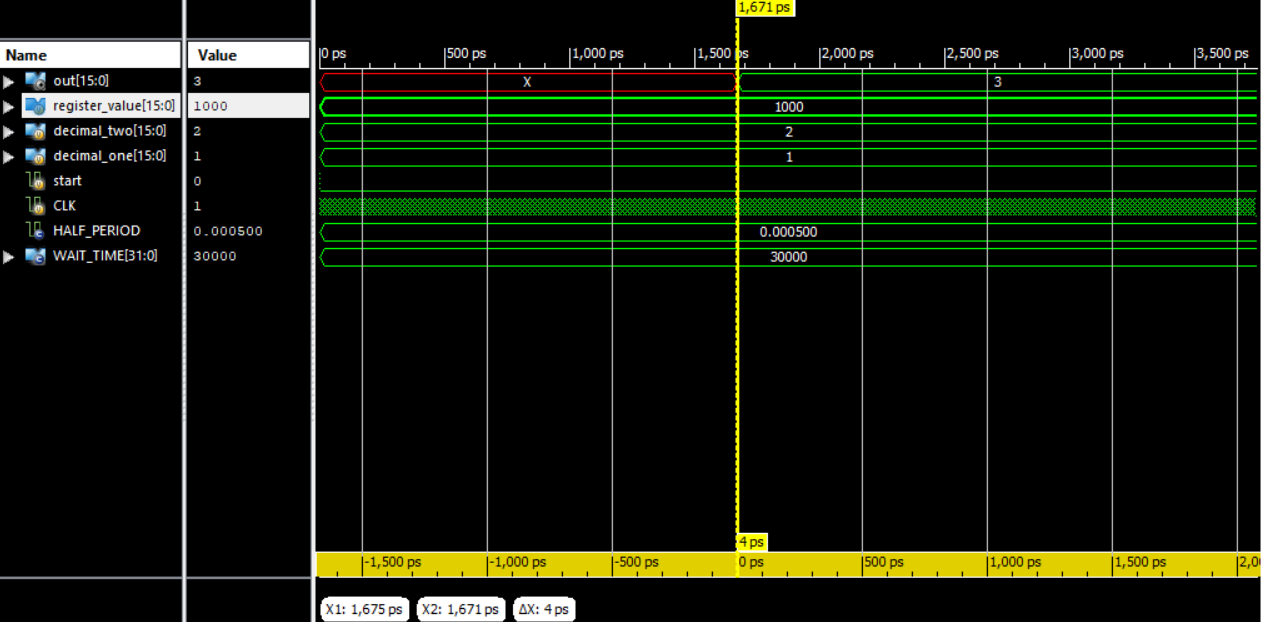 1,671 ps
Name Value 0 ps 500 ps 1,000 ps 1,500 ps 2,000 ps 2,500 ps 3,000 ps 3,500 ps
out[15:0] 3 X 3
register_value[15:0] 1000 1000
decimal_two[15:0] 2 2
decimal_one[15:0] 1 1
start 0
CLK 1
HALF_PERIOD 0.000500 0.000500
WAIT_TIME[31:0] 30000 30000
4 ps
-1,500 ps -1,000 ps -500 ps 0 ps 500 ps 1,000 ps 1,500 ps 2,0
X1: 1,675 ps X2: 1,671 ps ΔX: 4 ps